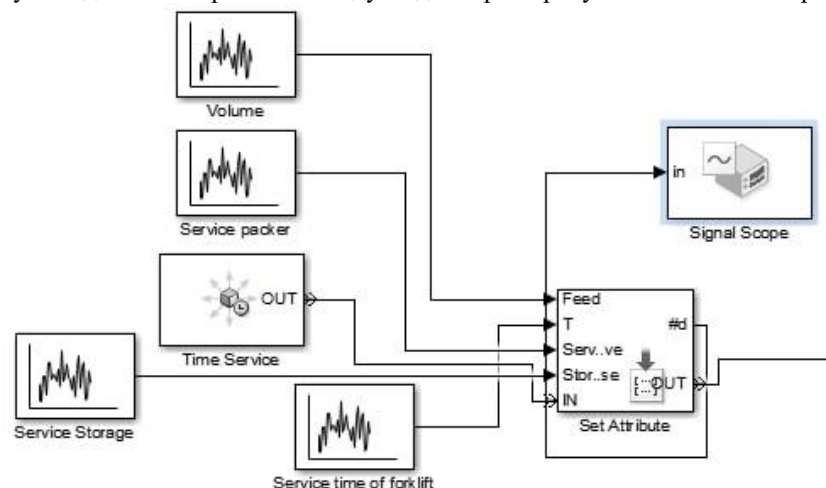 Volume
Service packer
OUT
Time Service
Service Storage
Service time of forklift
in
Signal Scope
Feed
T
Serv..ve
Stor..se
IN
#d
OUT
Set Attribute